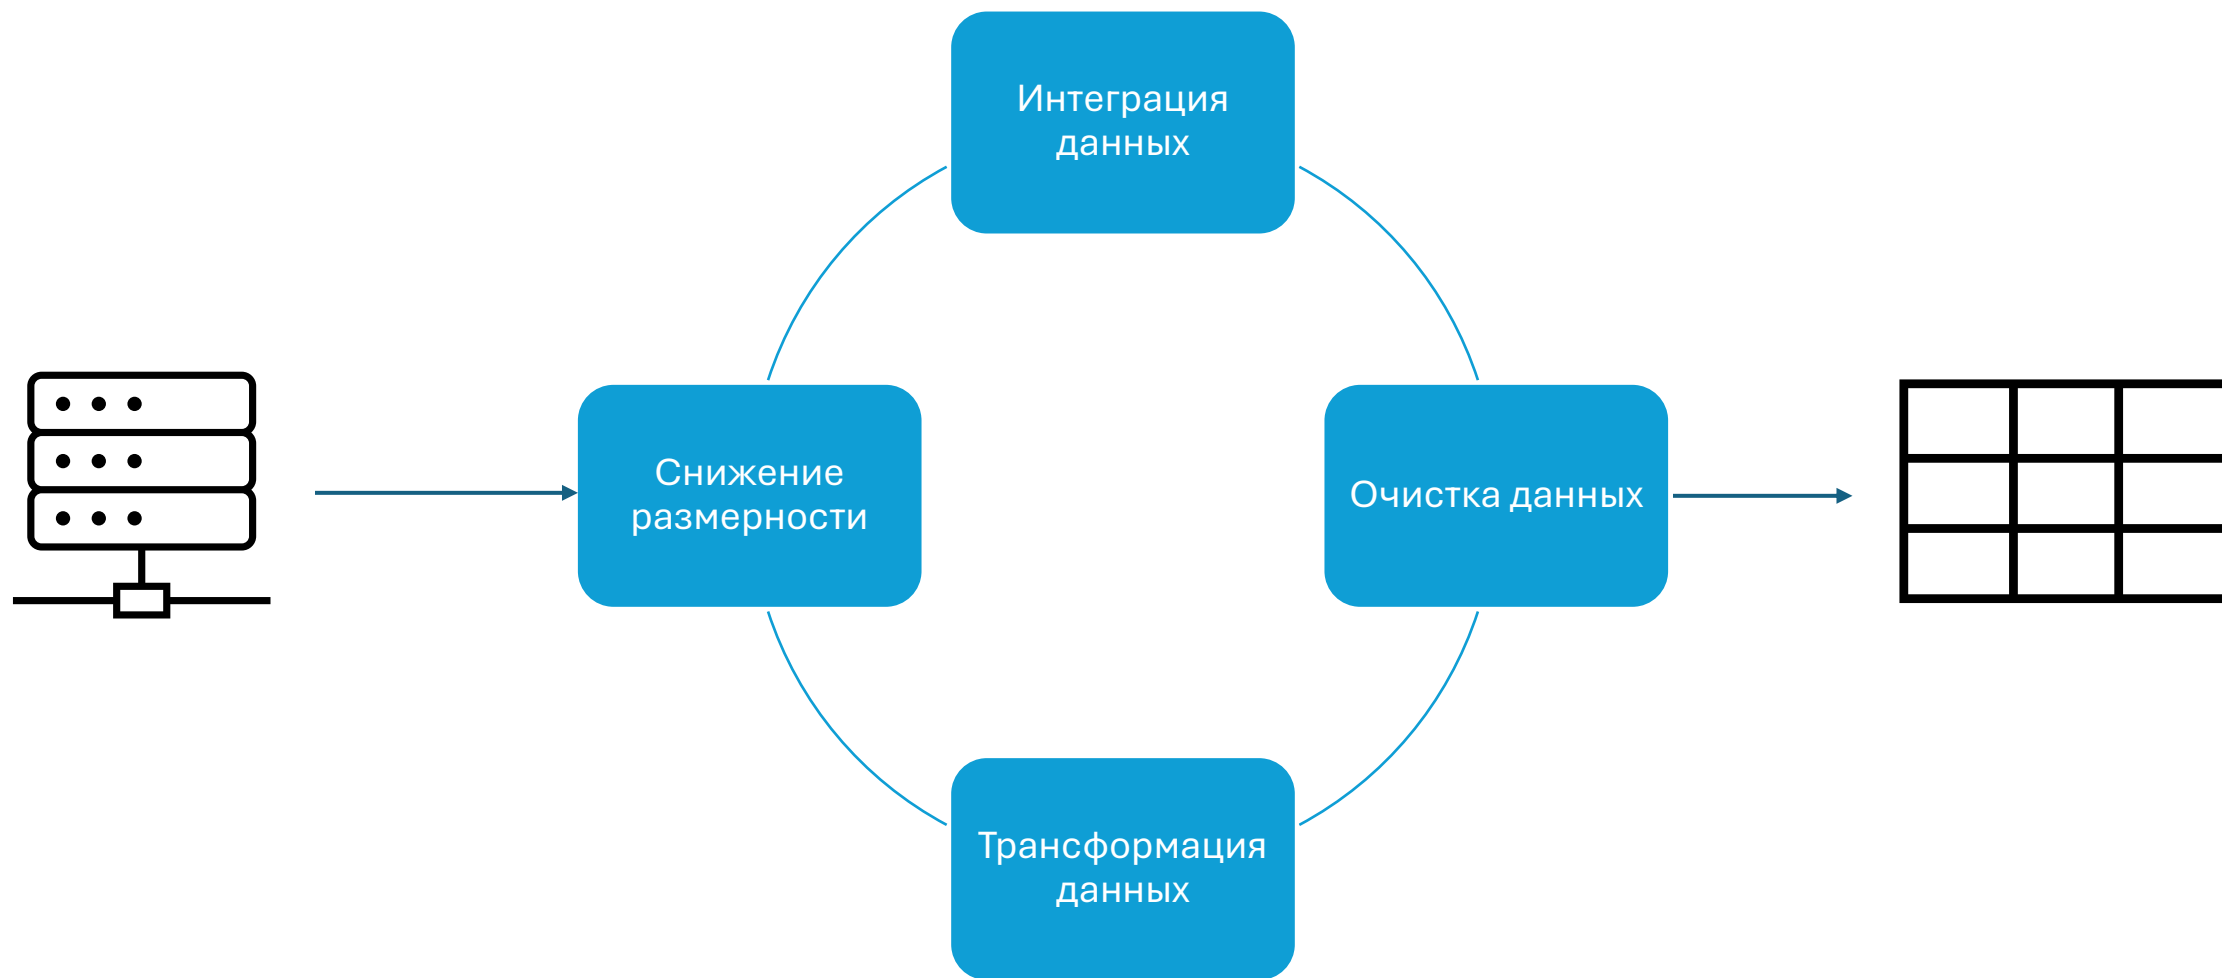 Интеграция
данных
Снижение
размерности
Очистка данных
Трансформация
данных